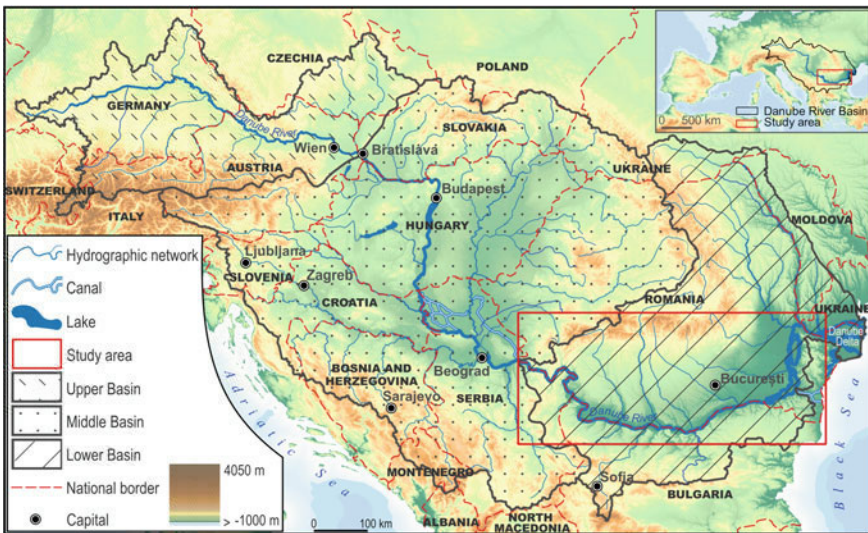 CZECHIA
POLAND
GERMANY
Danube River
SLOVAKIA
Wien
Bratislava
AUSTRIA
UKRAINE
SWITZERLAND
Budapest
ITALY
HUNGARY
MOLDOVA
Ljubljana
SLOVENIA
Zagreb
CROATIA
ROMANIA
UKRAINE
Danube
Delta
BOSNIA AND
HERZEGOVINA
Beograd
București
Sarajevo
SERBIA
Danube River
Adriatic Sea
Black Sea
MONTENEGRO
Sofia
BULGARIA
ALBANIA
NORTH
MACEDONIA
0 500 km
Danube River Basin
Study area
Hydrographic network
Canal
Lake
Study area
Upper Basin
Middle Basin
Lower Basin
National border
Capital
4050 m
> -1000 m
0 100 km